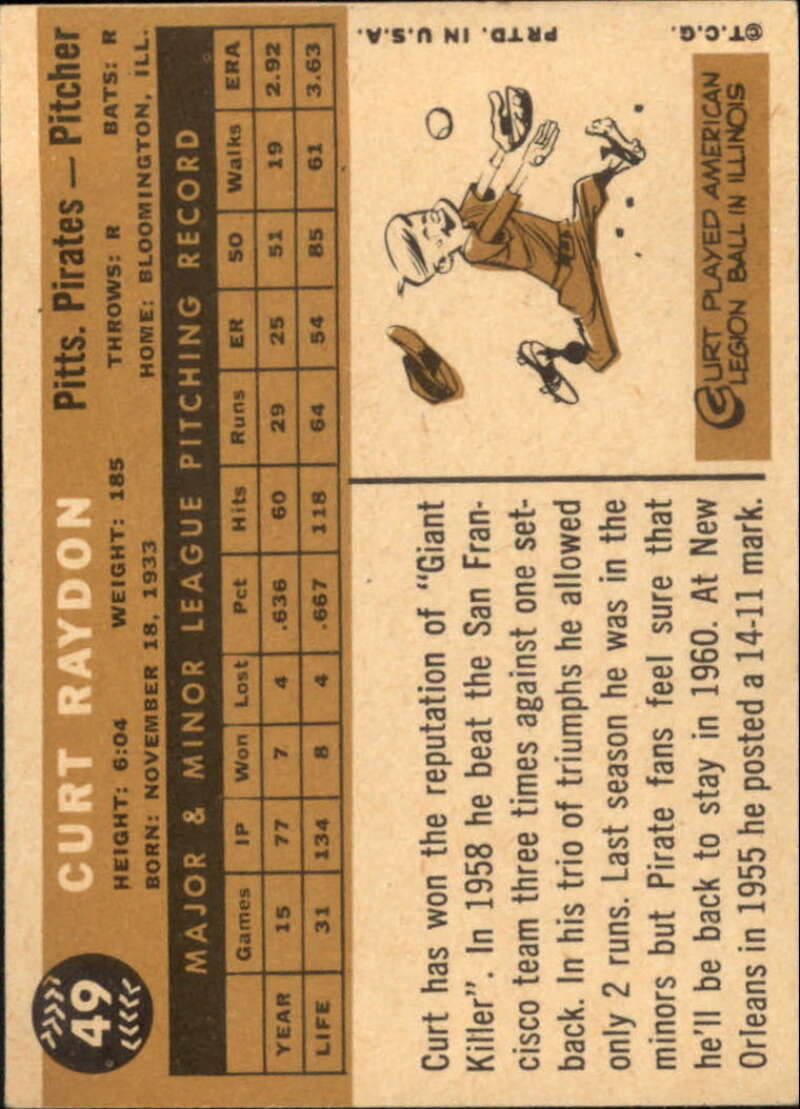 49
CURT RAYDON
Pitts. Pirates — Pitcher
HEIGHT: 6:04 WEIGHT: 185 THROWS: R BATS: R
BORN: NOVEMBER 18, 1933 HOME: BLOOMINGTON, ILL.
MAJOR & MINOR LEAGUE PITCHING RECORD
Games IP Won Lost Pct Hits Runs ER SO Walks ERA
YEAR 15 77 7 4 .636 60 29 25 51 19 2.92
LIFE 31 134 8 4 .667 118 64 54 85 61 3.63
Curt has won the reputation of "Giant
Killer". In 1958 he beat the San Fran-
cisco team three times against one set-
back. In his trio of triumphs he allowed
only 2 runs. Last season he was in the
minors but Pirate fans feel sure that
he'll be back to stay in 1960. At New
Orleans in 1955 he posted a 14-11 mark.
CURT PLAYED AMERICAN
LEGION BALL IN ILLINOIS
©T.C.G. PRTD. IN U.S.A.